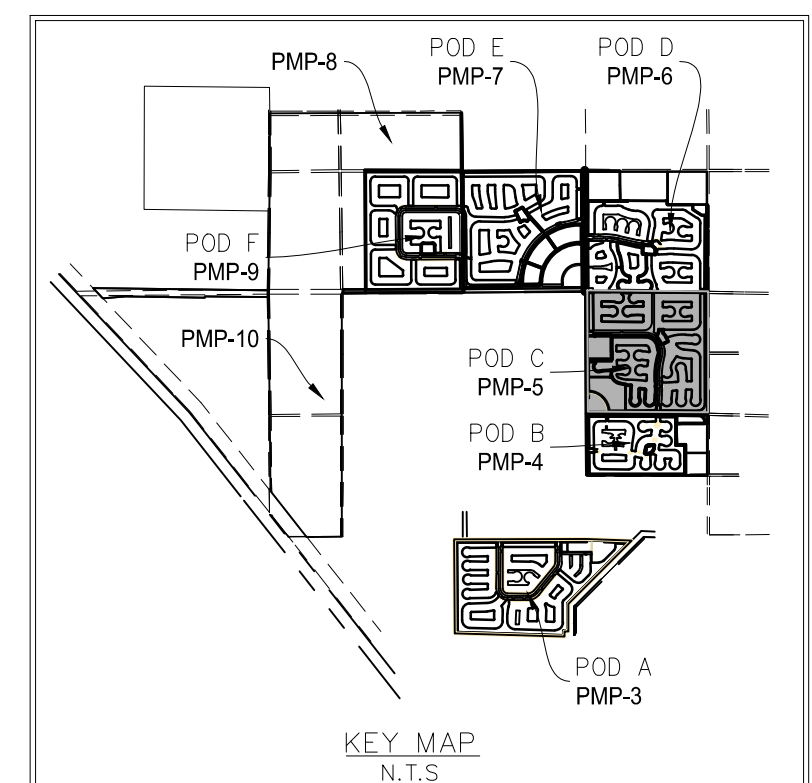 PMP-8
POD E
PMP-7
POD D
PMP-6
POD F
PMP-9
PMP-10
POD C
PMP-5
POD B
PMP-4
POD A
PMP-3
KEY MAP
N.T.S